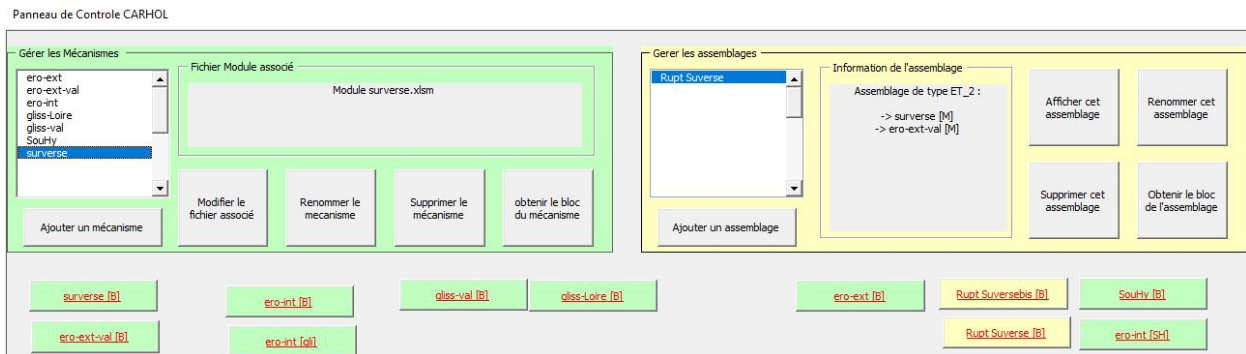 Panneau de Controle CARHOL
Gérer les Mécanismes
ero-ext
ero-ext-val
ero-int
gliss-Loire
gliss-val
SouHy
surverse
Fichier Module associé
Module surverse.xlsm
Ajouter un mécanisme
Modifier le
fichier associé
Renommer le
mecanisme
Supprimer le
mécanisme
obtenir le bloc
du mécanisme
Gerer les assemblages
Rupt Suverse
Information de l'assemblage
Assemblage de type ET_2 :
-> surverse [M]
-> ero-ext-val [M]
Ajouter un assemblage
Afficher cet
assemblage
Renommer cet
assemblage
Supprimer cet
assemblage
Obtenir le bloc
de l'assemblage
surverse [B]
ero-int [B]
gliss-val [B]
gliss-Loire [B]
ero-ext [B]
Rupt Suversebis [B]
SouHy [B]
ero-ext-val [B]
ero-int [gli]
Rupt Suverse [B]
ero-int [SH]